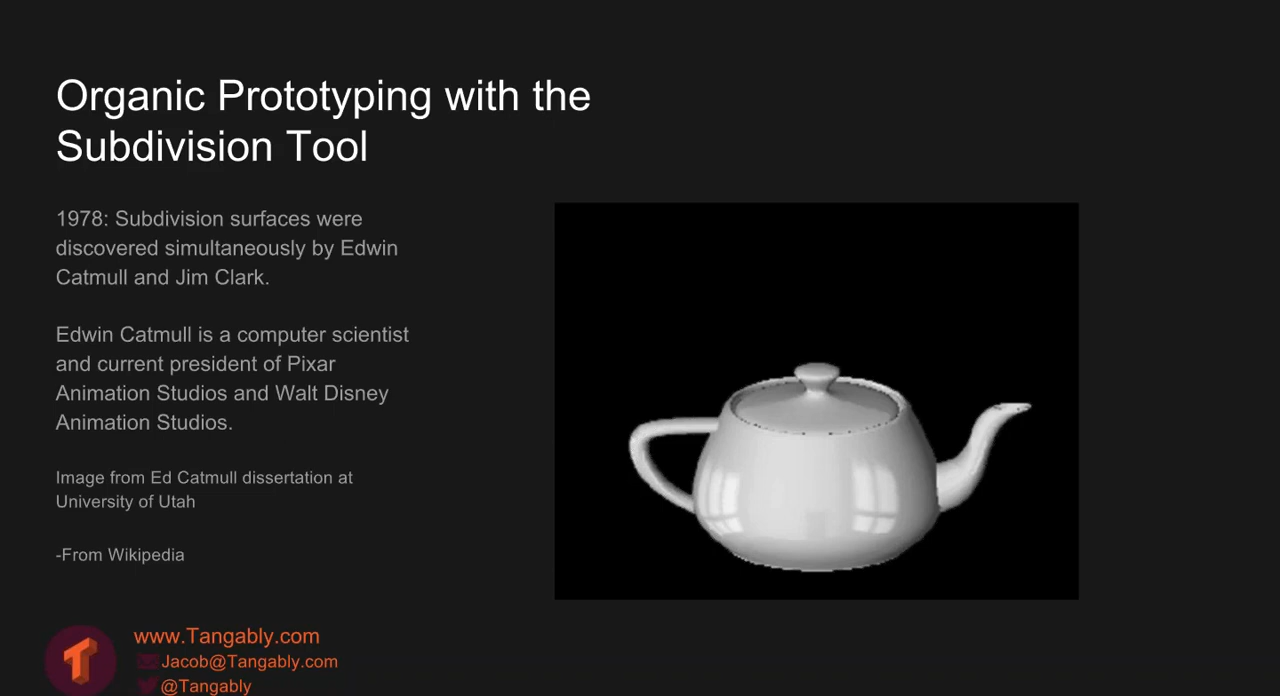 Organic Prototyping with the
Subdivision Tool
1978: Subdivision surfaces were
discovered simultaneously by Edwin
Catmull and Jim Clark.
Edwin Catmull is a computer scientist
and current president of Pixar
Animation Studios and Walt Disney
Animation Studios.
Image from Ed Catmull dissertation at
University of Utah
-From Wikipedia
www.Tangably.com
Jacob@Tangably.com
@Tangably